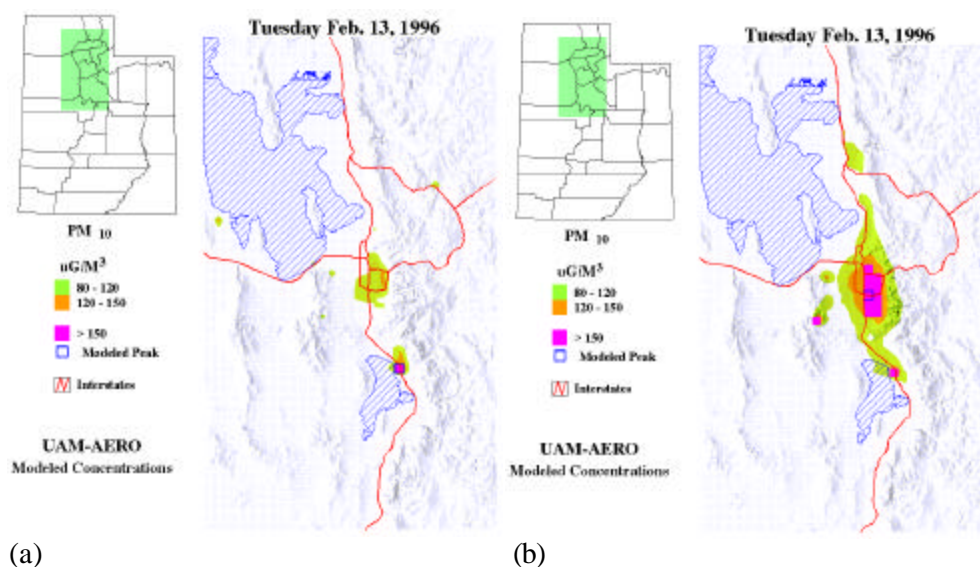 Tuesday Feb. 13, 1996
PM 10
uG/M3
80 - 120
120 - 150
> 150
Modeled Peak
Interstates
UAM-AERO
Modeled Concentrations
(a)
Tuesday Feb. 13, 1996
PM 10
uG/M3
80 - 120
120 - 150
> 150
Modeled Peak
Interstates
UAM-AERO
Modeled Concentrations
(b)